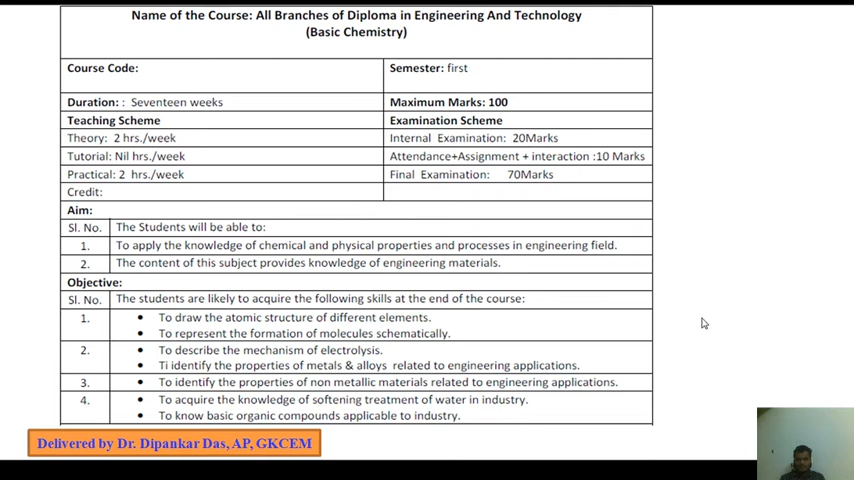 Name of the Course: All Branches of Diploma in Engineering And Technology
(Basic Chemistry)
Course Code:
Semester: first
Duration: : Seventeen weeks
Maximum Marks: 100
Teaching Scheme
Examination Scheme
Theory: 2 hrs./week
Internal Examination: 20Marks
Tutorial: Nil hrs./week
Attendance+Assignment + interaction :10 Marks
Practical: 2 hrs./week
Final Examination: 70Marks
Credit:
Aim:
Sl. No. The Students will be able to:
1. To apply the knowledge of chemical and physical properties and processes in engineering field.
2. The content of this subject provides knowledge of engineering materials.
Objective:
Sl. No. The students are likely to acquire the following skills at the end of the course:
1. • To draw the atomic structure of different elements.
• To represent the formation of molecules schematically.
2. • To describe the mechanism of electrolysis.
• Ti identify the properties of metals & alloys related to engineering applications.
3. • To identify the properties of non metallic materials related to engineering applications.
4. • To acquire the knowledge of softening treatment of water in industry.
• To know basic organic compounds applicable to industry.
Delivered by Dr. Dipankar Das, AP, GKCEM